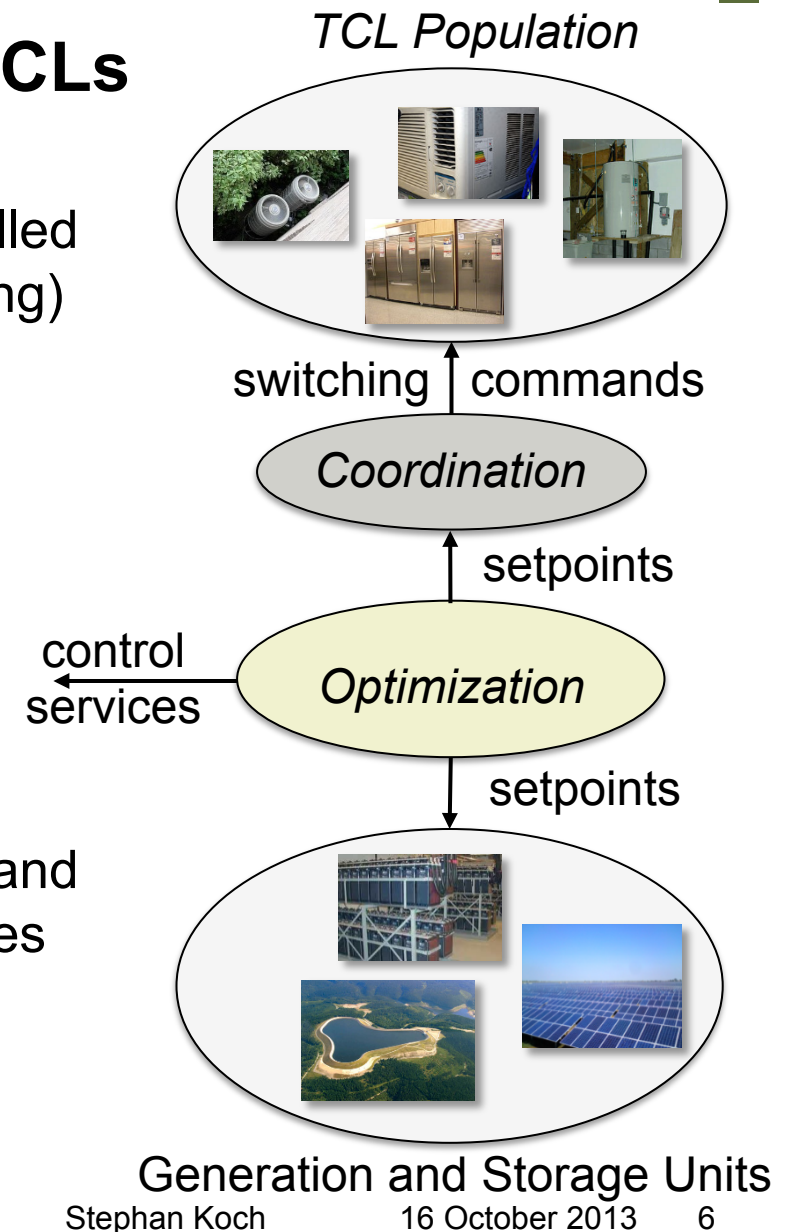 TCL Population
CLs
lled
ng)
switching commands
Coordination
setpoints
control
services
Optimization
setpoints
and
es
Generation and Storage Units
Stephan Koch 16 October 2013 6